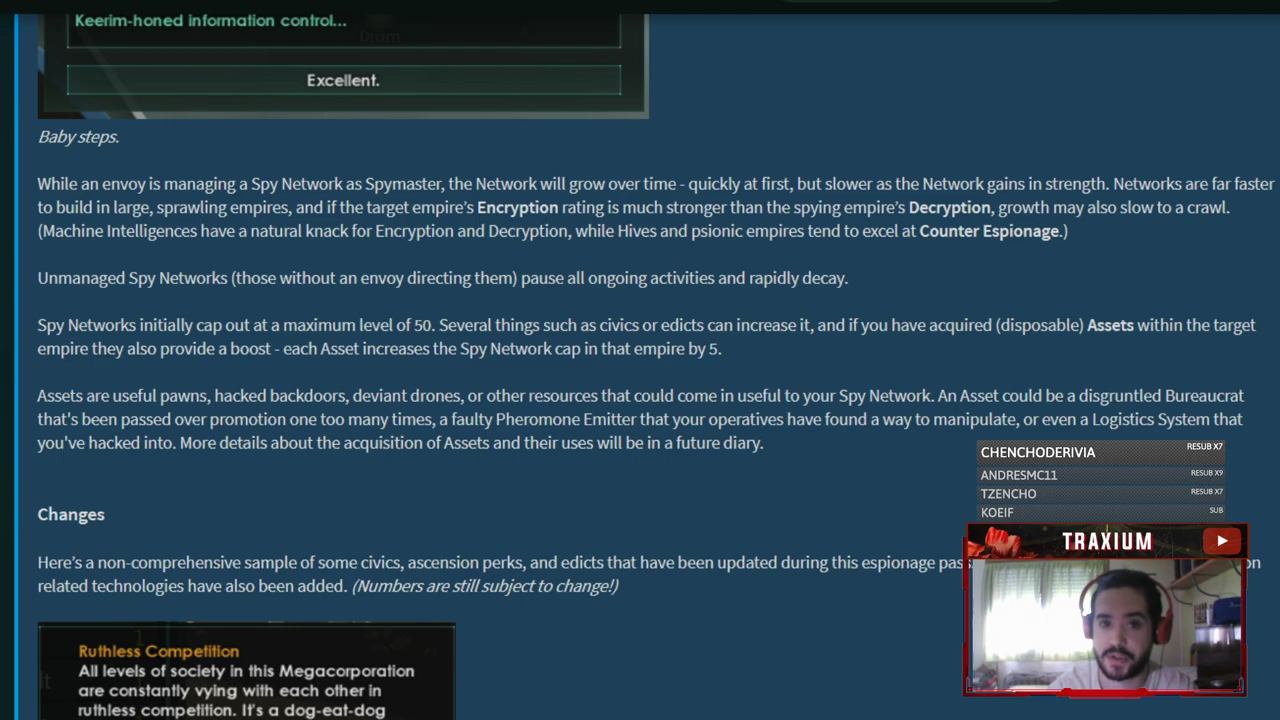 Keerim-honed information control...
Drum
Excellent.
Baby steps.
While an envoy is managing a Spy Network as Spymaster, the Network will grow over time - quickly at first, but slower as the Network gains in strength. Networks are far faster
to build in large, sprawling empires, and if the target empire's Encryption rating is much stronger than the spying empire's Decryption, growth may also slow to a crawl.
(Machine Intelligences have a natural knack for Encryption and Decryption, while Hives and psionic empires tend to excel at Counter Espionage.)
Unmanaged Spy Networks (those without an envoy directing them) pause all ongoing activities and rapidly decay.
Spy Networks initially cap out at a maximum level of 50. Several things such as civics or edicts can increase it, and if you have acquired (disposable) Assets within the target
empire they also provide a boost - each Asset increases the Spy Network cap in that empire by 5.
Assets are useful pawns, hacked backdoors, deviant drones, or other resources that could come in useful to your Spy Network. An Asset could be a disgruntled Bureaucrat
that's been passed over promotion one too many times, a faulty Pheromone Emitter that your operatives have found a way to manipulate, or even a Logistics System that
you've hacked into. More details about the acquisition of Assets and their uses will be in a future diary.
CHENCHODERIVIA RESUB X7
ANDRESMC11 RESUB X9
TZENCHO RESUB X7
KOEIF SUB
TRAXIUM
Changes
Here's a non-comprehensive sample of some civics, ascension perks, and edicts that have been updated during this espionage pas on
related technologies have also been added. (Numbers are still subject to change!)
Ruthless Competition
All levels of society in this Megacorporation
are constantly vying with each other in
ruthless competition. It's a dog-eat-dog